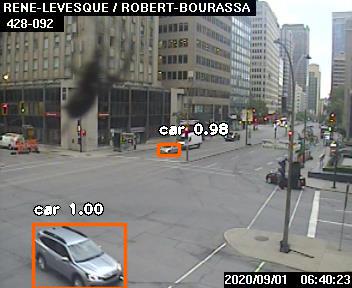 RENE-LEVESQUE / ROBERT-BOURASSA
428-092
car 0.98
car 1.00
2020/09/01 06:40:23